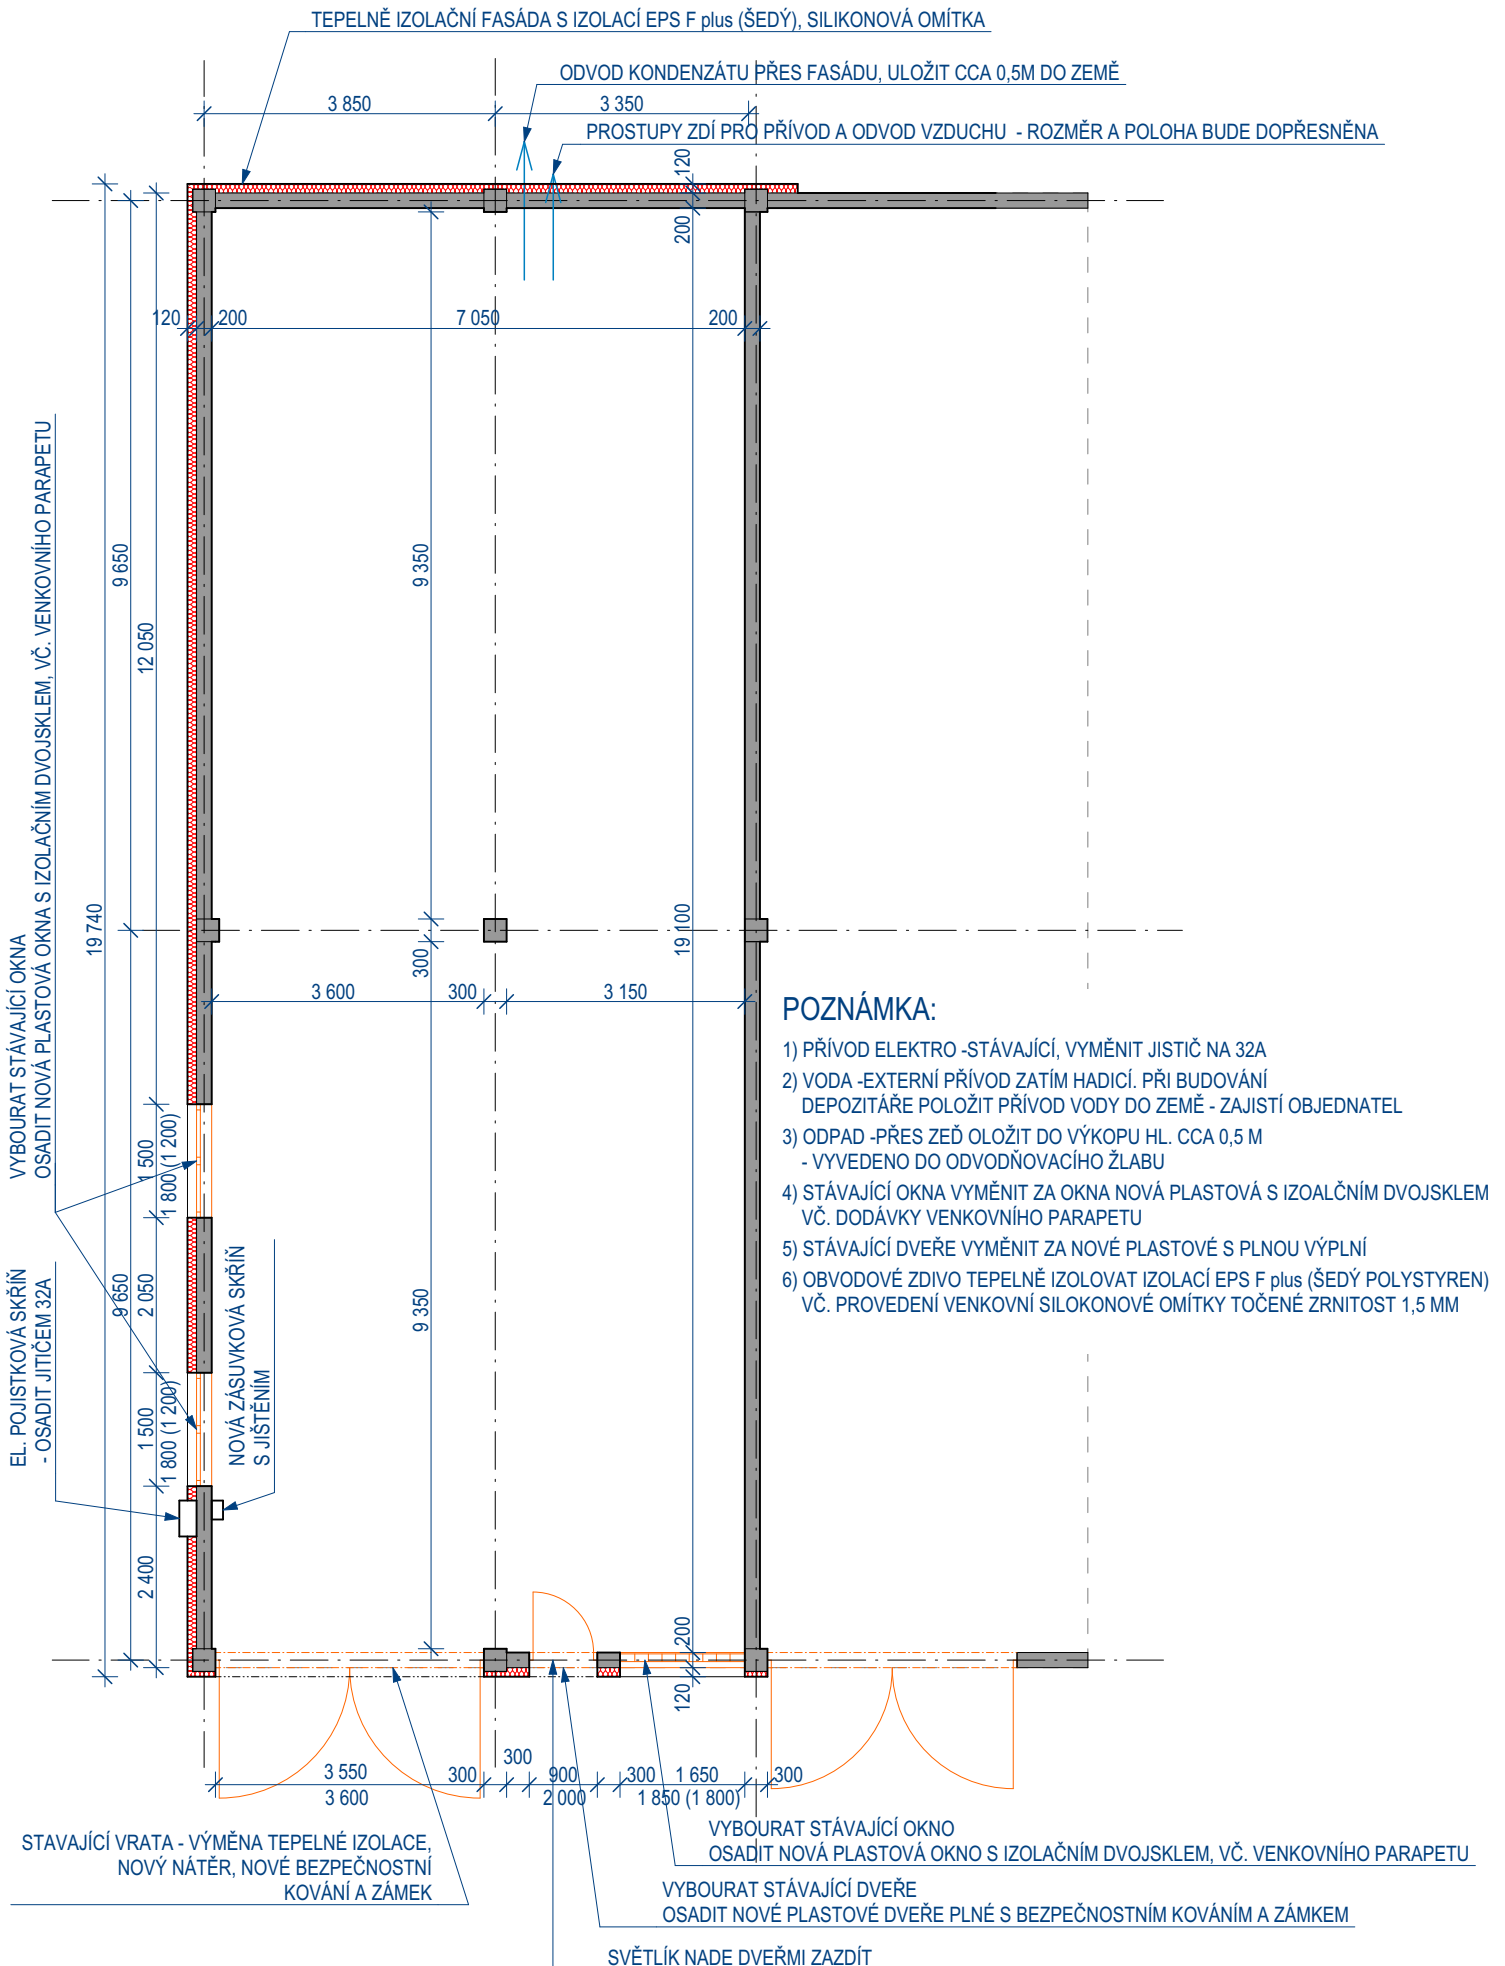 TEPELNĚ IZOLAČNÍ FASÁDA S IZOLACÍ EPS F plus (ŠEDÝ), SILIKONOVÁ OMÍTKA
ODVOD KONDENZÁTU PŘES FASÁDU, ULOŽIT CCA 0,5M DO ZEMĚ
3 850
3 350
PROSTUPY ZDÍ PRO PŘÍVOD A ODVOD VZDUCHU - ROZMĚR A POLOHA BUDE DOPŘESNĚNA
120
200
120
200
7 050
200
VYBOURAT STÁVAJÍCÍ OKNA
OSADIT NOVÁ PLASTOVÁ OKNA S IZOLAČNÍM DVOJSKLEM, VČ. VENKOVNÍHO PARAPETU
9 650
12 050
9 350
19 740
19 100
300
3 600
300
3 150
POZNÁMKA:
1) PŘÍVOD ELEKTRO -STÁVAJÍCÍ, VYMĚNIT JISTIČ NA 32A
2) VODA -EXTERNÍ PŘÍVOD ZATÍM HADICÍ. PŘI BUDOVÁNÍ
DEPOZITÁŘE POLOŽIT PŘÍVOD VODY DO ZEMĚ - ZAJISTÍ OBJEDNATEL
3) ODPAD -PŘES ZEĎ OLOŽIT DO VÝKOPU HL. CCA 0,5 M
- VYVEDENO DO ODVODŇOVACÍHO ŽLABU
4) STÁVAJÍCÍ OKNA VYMĚNIT ZA OKNA NOVÁ PLASTOVÁ S IZOALČNÍM DVOJSKLEM
VČ. DODÁVKY VENKOVNÍHO PARAPETU
5) STÁVAJÍCÍ DVEŘE VYMĚNIT ZA NOVÉ PLASTOVÉ S PLNOU VÝPLNÍ
6) OBVODOVÉ ZDIVO TEPELNĚ IZOLOVAT IZOLACÍ EPS F plus (ŠEDÝ POLYSTYREN)
VČ. PROVEDENÍ VENKOVNÍ SILOKONOVÉ OMÍTKY TOČENÉ ZRNITOST 1,5 MM
1 500
1 800 (1 200)
9 650
2 050
9 350
EL. POJISTKOVÁ SKŘÍŇ
- OSADIT JITIČEM 32A
NOVÁ ZÁSUVKOVÁ SKŘÍŇ
S JIŠTĚNÍM
1 500
1 800 (1 200)
2 400
200
120
3 550
3 600
300
300
900
2 000
300
1 650
1 850 (1 800)
300
STAVAJÍCÍ VRATA - VÝMĚNA TEPELNÉ IZOLACE,
NOVÝ NÁTĚR, NOVÉ BEZPEČNOSTNÍ
KOVÁNÍ A ZÁMEK
VYBOURAT STÁVAJÍCÍ OKNO
OSADIT NOVÁ PLASTOVÁ OKNO S IZOLAČNÍM DVOJSKLEM, VČ. VENKOVNÍHO PARAPETU
VYBOURAT STÁVAJÍCÍ DVEŘE
OSADIT NOVÉ PLASTOVÉ DVEŘE PLNÉ S BEZPEČNOSTNÍM KOVÁNÍM A ZÁMKEM
SVĚTLÍK NADE DVEŘMI ZAZDÍT